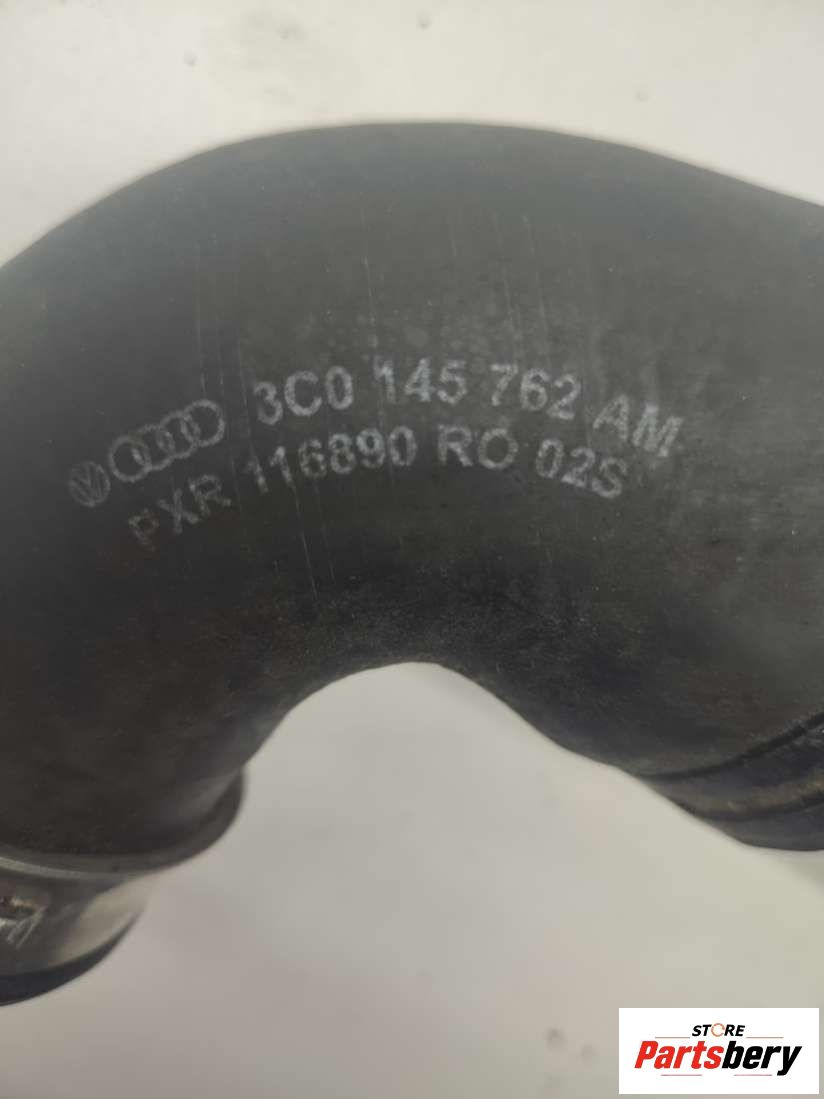 3C0 145 762 AM
PXR 116890 RO 02S
STORE
Partsbery